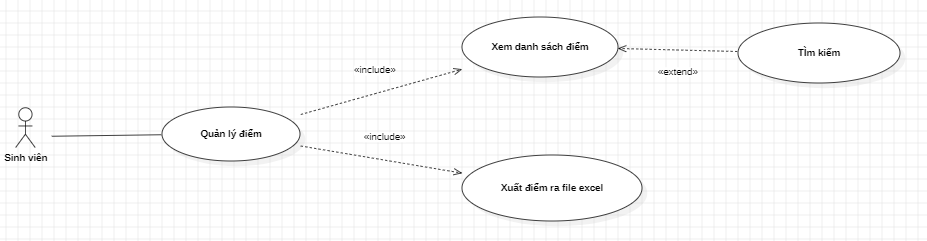 Xem danh sách điểm
Tìm kiếm
«include»
«extend»
Quản lý điểm
«include»
Sinh viên
Xuất điểm ra file excel